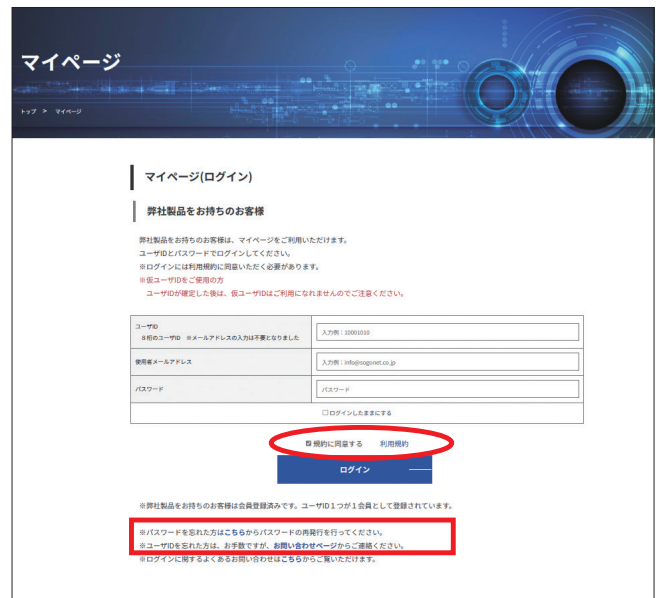 マイページ
トップ > マイページ
マイページ(ログイン)
弊社製品をお持ちのお客様
弊社製品をお持ちのお客様は、マイページをご利用いただけます。
ユーザIDとパスワードでログインしてください。
※ログインには利用規約に同意いただく必要があります。
※仮ユーザIDをご使用の方
ユーザIDが確定した後は、仮ユーザIDはご利用になれませんのでご注意ください。
ユーザID
8桁のユーザID ※メールアドレスの入力は不要となりました
入力例:10001010
使用者メールアドレス
入力例:info@sogonet.co.jp
パスワード
パスワード
ログインしたままにする
規約に同意する 利用規約
ログイン
※弊社製品をお持ちのお客様は会員登録済みです。ユーザID1つが1会員として登録されています。
※パスワードを忘れた方はこちらからパスワードの再発行を行ってください。
※ユーザIDを忘れた方は、お手数ですが、お問い合わせページからご連絡ください。
※ログインに関するよくあるお問い合わせはこちらからご覧いただけます。